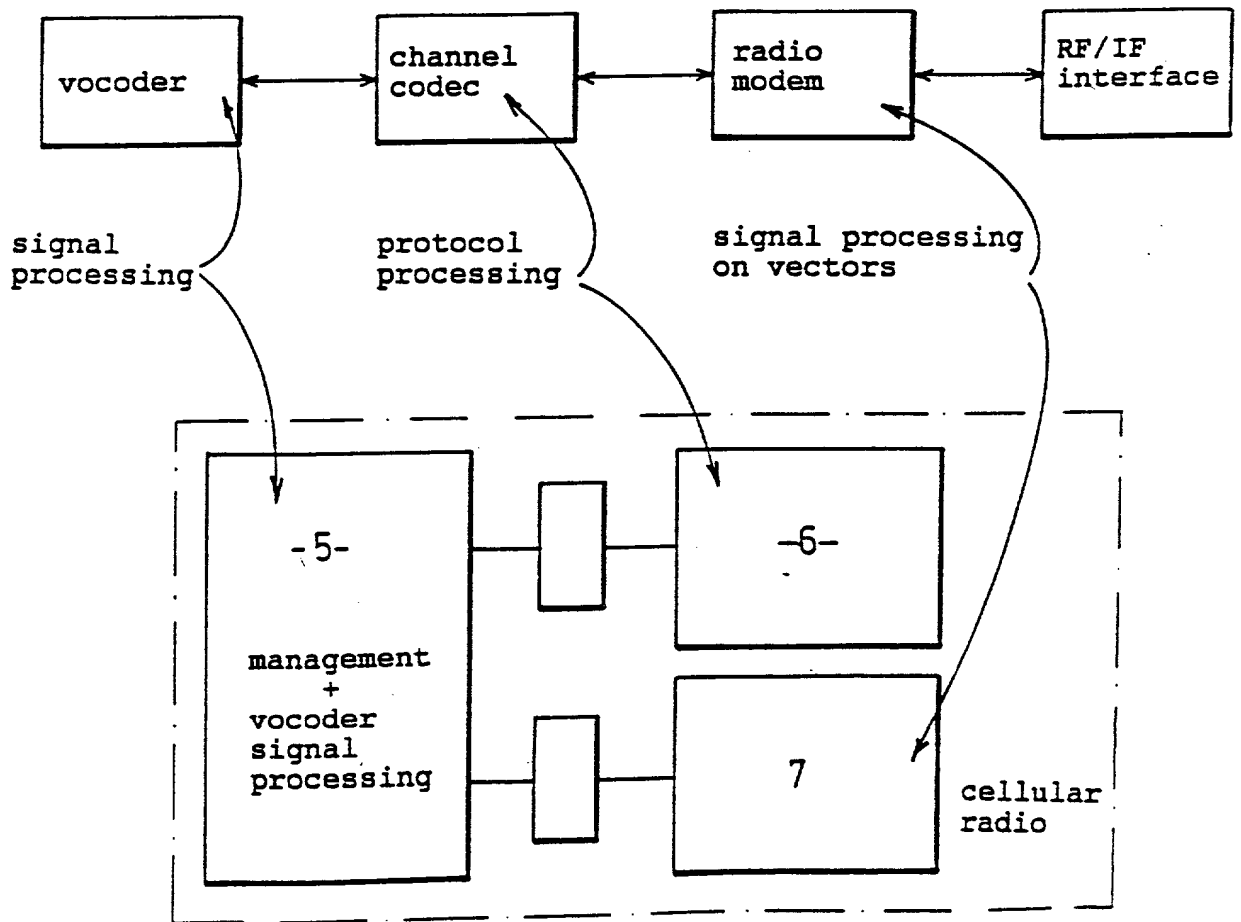 vocoder
channel
codec
radio
modem
RF/IF
interface
signal
processing
protocol
processing
signal processing
on vectors
-5-
management
+
vocoder
signal
processing
-6-
7
cellular
radio